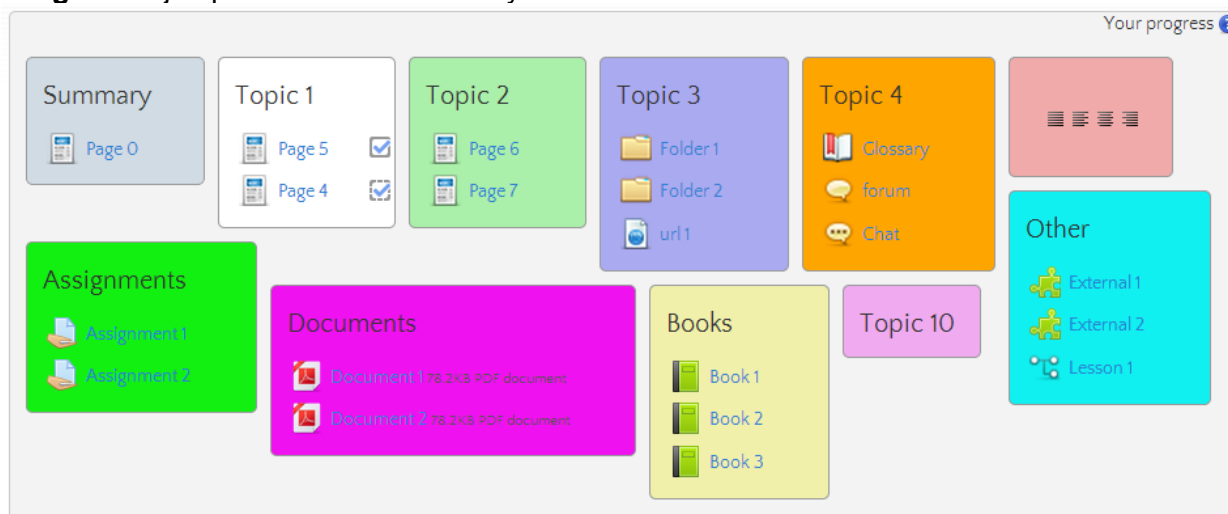 Your progress
Summary
Page 0
Topic 1
Page 5
Page 4
Topic 2
Page 6
Page 7
Topic 3
Folder 1
Folder 2
url 1
Topic 4
Glossary
forum
Chat
Other
External 1
External 2
Lesson 1
Assignments
Assignment 1
Assignment 2
Documents
Document 1 78.2KB PDF document
Document 2 78.2KB PDF document
Books
Book 1
Book 2
Book 3
Topic 10